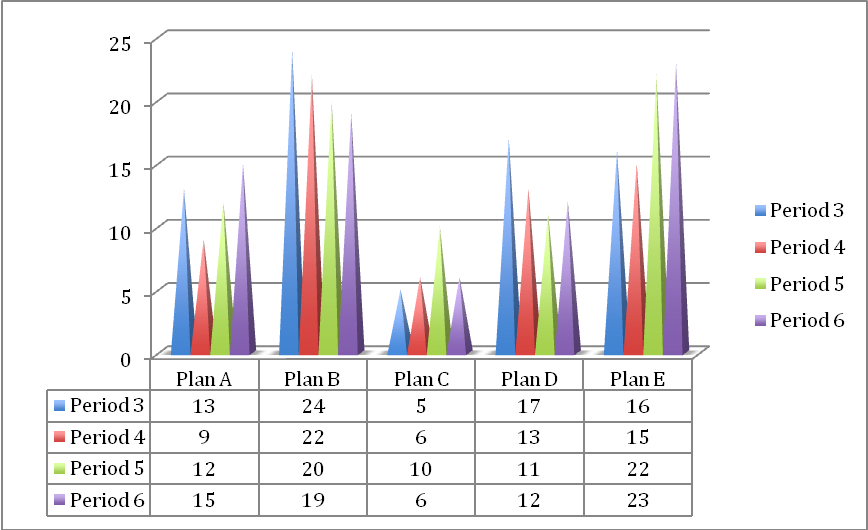 25
20
15
10
5
0
Period 3
Period 4
Period 5
Period 6
Plan A Plan B Plan C Plan D Plan E
Period 3 13 24 5 17 16
Period 4 9 22 6 13 15
Period 5 12 20 10 11 22
Period 6 15 19 6 12 23